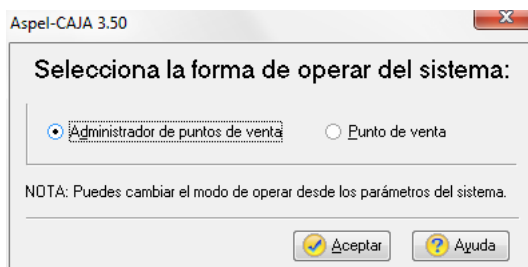 Aspel-CAJA 3.50
Selecciona la forma de operar del sistema:
Administrador de puntos de venta
Punto de venta
NOTA: Puedes cambiar el modo de operar desde los parámetros del sistema.
Aceptar
Ayuda